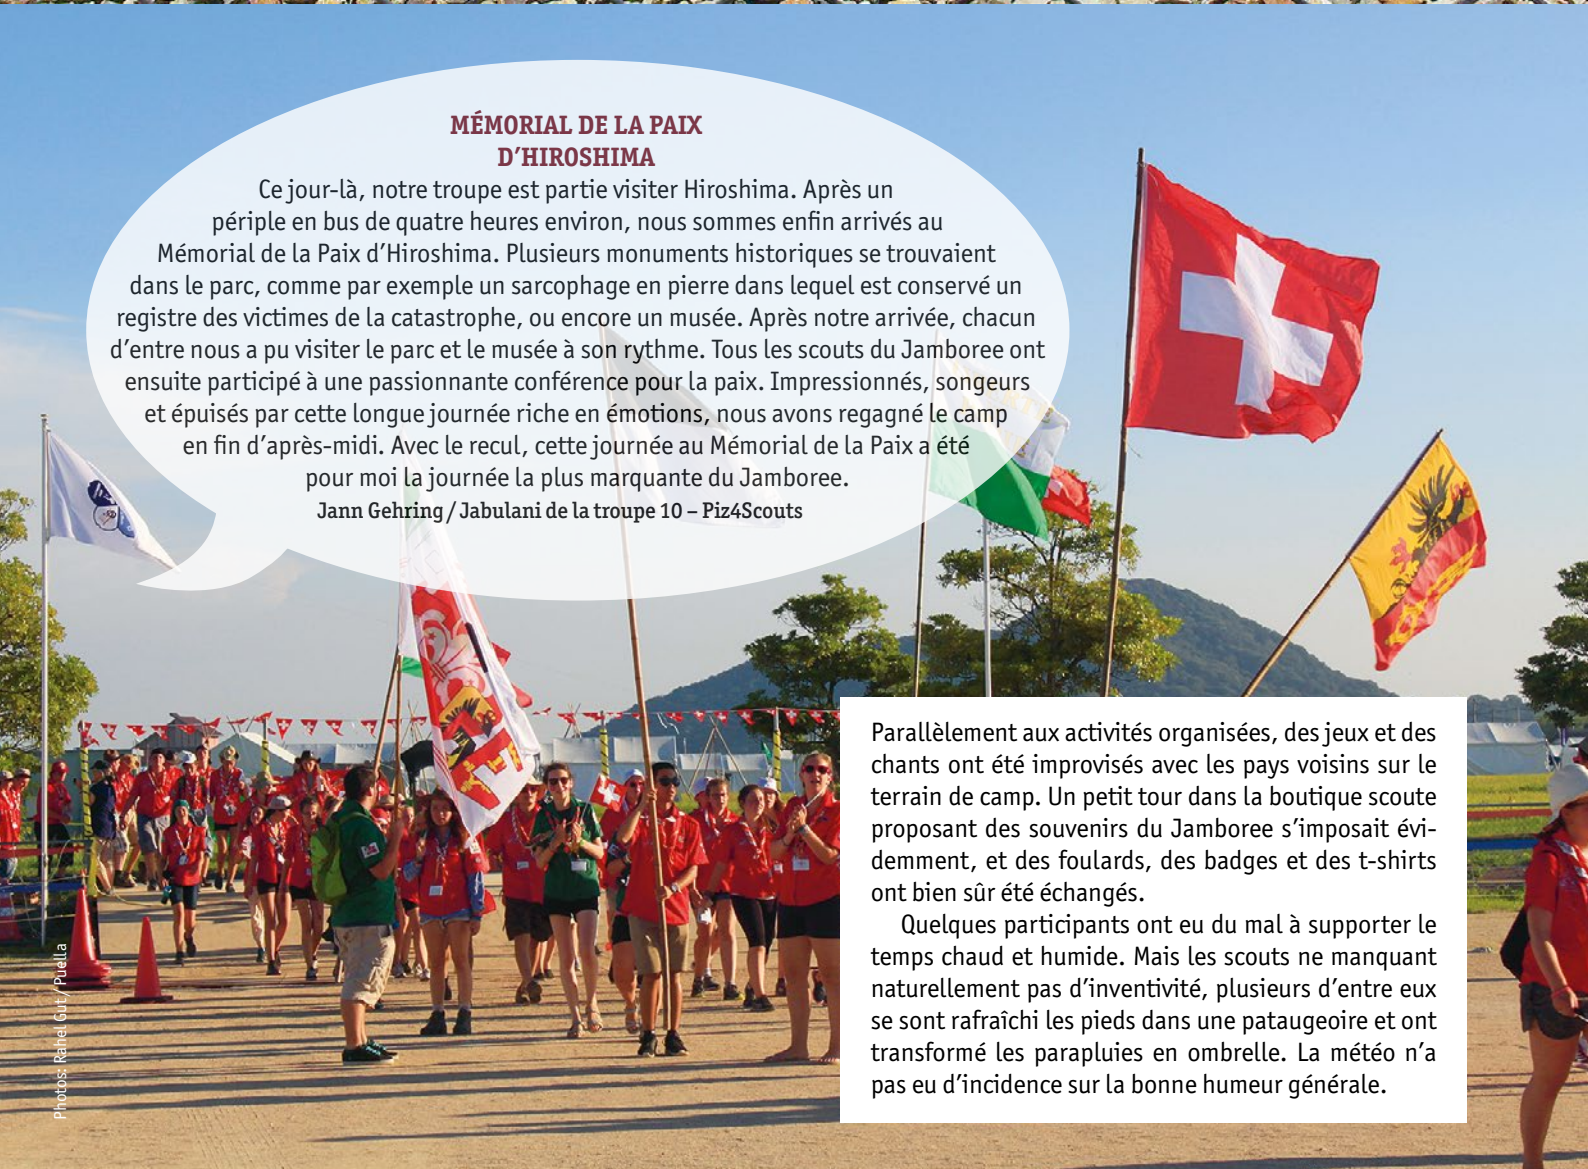 MÉMORIAL DE LA PAIX
D’HIROSHIMA
Ce jour-là, notre troupe est partie visiter Hiroshima. Après un
périple en bus de quatre heures environ, nous sommes enfin arrivés au
Mémorial de la Paix d’Hiroshima. Plusieurs monuments historiques se trouvaient
dans le parc, comme par exemple un sarcophage en pierre dans lequel est conservé un
registre des victimes de la catastrophe, ou encore un musée. Après notre arrivée, chacun
d’entre nous a pu visiter le parc et le musée à son rythme. Tous les scouts du Jamboree ont
ensuite participé à une passionnante conférence pour la paix. Impressionnés, songeurs
et épuisés par cette longue journée riche en émotions, nous avons regagné le camp
en fin d’après-midi. Avec le recul, cette journée au Mémorial de la Paix a été
pour moi la journée la plus marquante du Jamboree.
Jann Gehring / Jabulani de la troupe 10 – Piz4Scouts
Parallèlement aux activités organisées, des jeux et des
chants ont été improvisés avec les pays voisins sur le
terrain de camp. Un petit tour dans la boutique scoute
proposant des souvenirs du Jamboree s’imposait évi-
demment, et des foulards, des badges et des t-shirts
ont bien sûr été échangés.
Quelques participants ont eu du mal à supporter le
temps chaud et humide. Mais les scouts ne manquant
naturellement pas d’inventivité, plusieurs d’entre eux
se sont rafraîchi les pieds dans une pataugeoire et ont
transformé les parapluies en ombrelle. La météo n’a
pas eu d’incidence sur la bonne humeur générale.
Photos: Rahel Gut / Puella